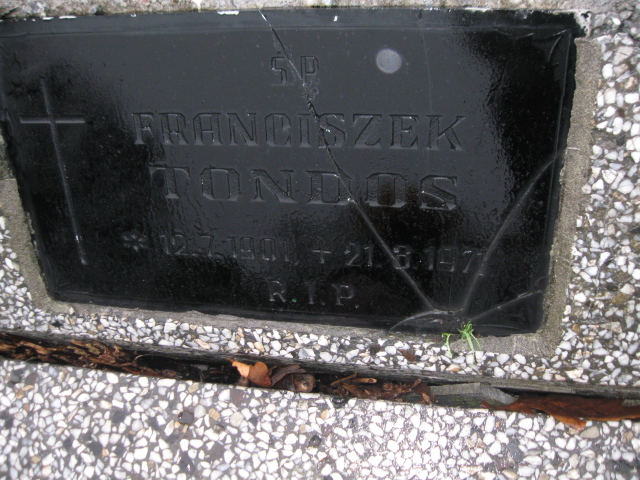 ŚP
FRANCISZEK
TONDOS
* 12.7.1901 + 21.8.197
R.I.P